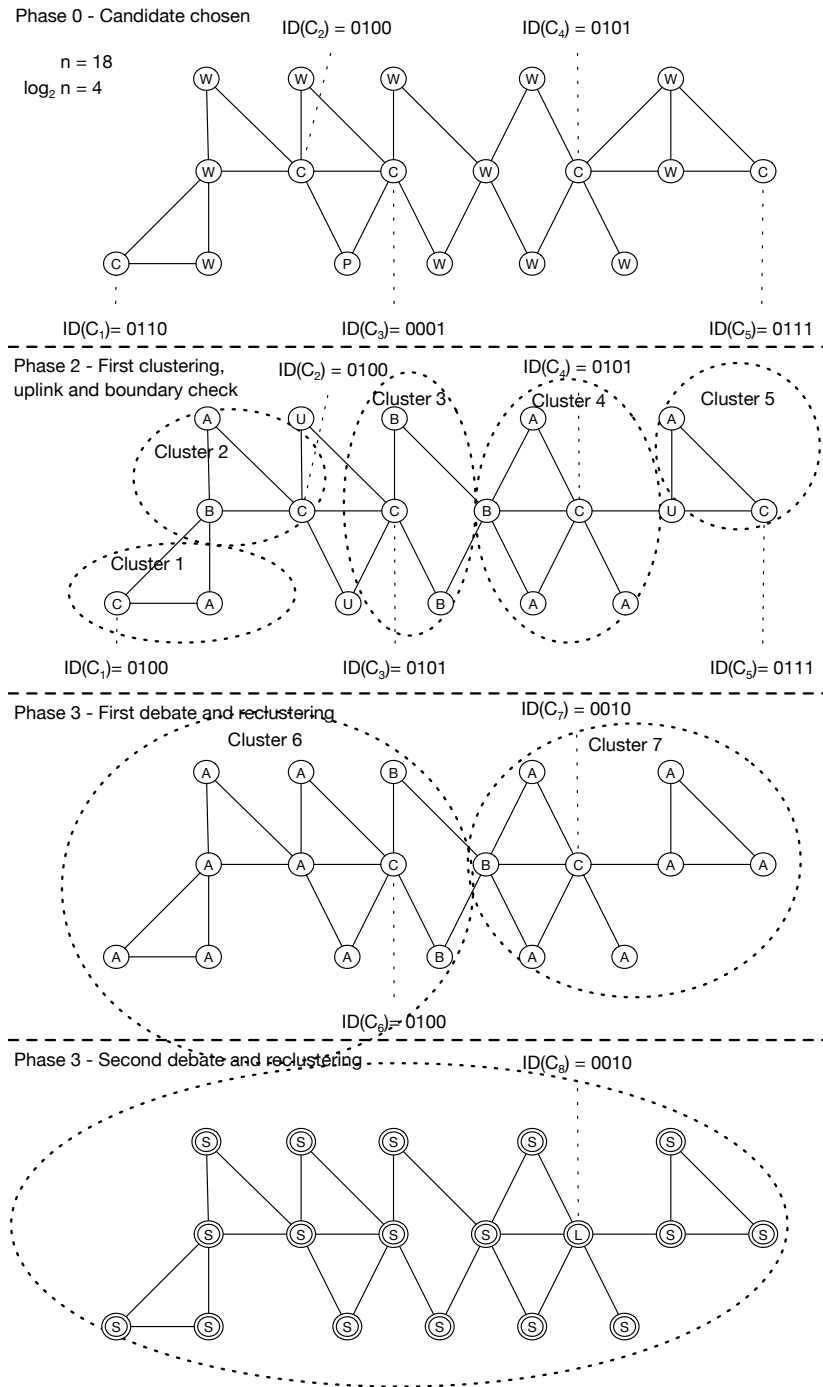 Phase 0 - Candidate chosen
ID(C₂) = 0100
ID(C₄) = 0101
n = 18
log₂ n = 4
W W W W W
W C C W C W C
C W P W W W
ID(C₁)= 0110
ID(C₃)= 0001
ID(C₅)= 0111
Phase 2 - First clustering,
uplink and boundary check
ID(C₂) = 0100
ID(C₄) = 0101
Cluster 3
Cluster 4
Cluster 5
A U B A A
Cluster 2
B C C B C U C
Cluster 1
C A U B A A
ID(C₁)= 0100
ID(C₃)= 0101
ID(C₅)= 0111
Phase 3 - First debate and reclustering
ID(C₇) = 0010
Cluster 6
Cluster 7
A A B A A
A A C B C A A
A A A B A A
ID(C₆)= 0100
Phase 3 - Second debate and reclustering
ID(C₈) = 0010
S S S S S
S S S S L S S
S S S S S S